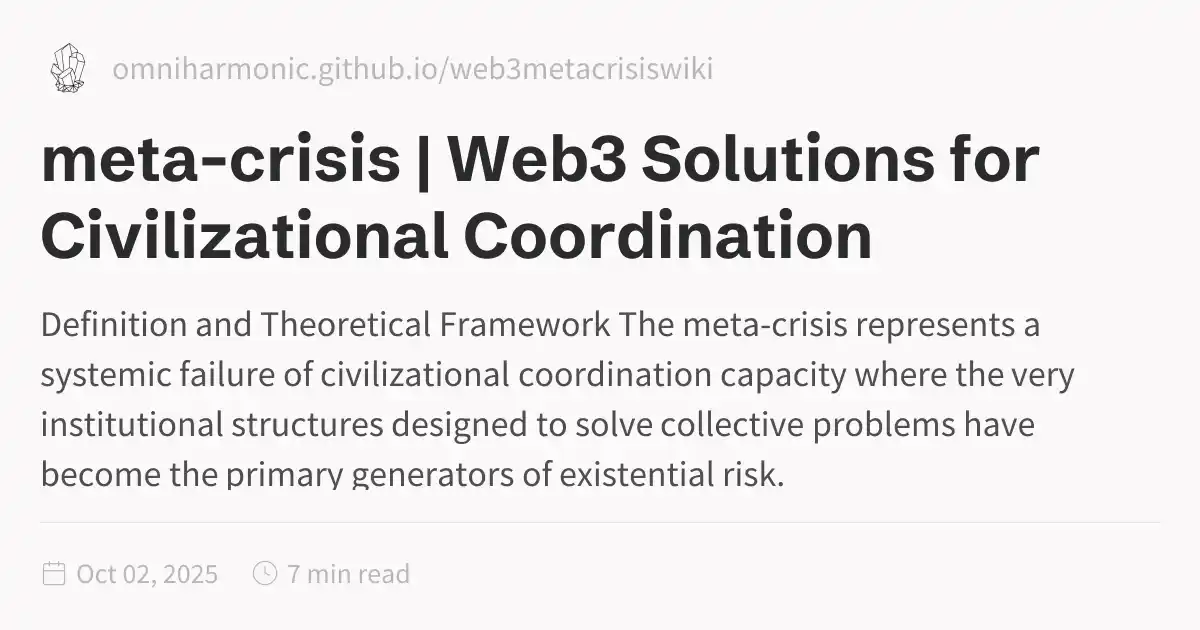 omniharmonic.github.io/web3metacrisiswiki
meta-crisis | Web3 Solutions for
Civilizational Coordination
Definition and Theoretical Framework The meta-crisis represents a
systemic failure of civilizational coordination capacity where the very
institutional structures designed to solve collective problems have
become the primary generators of existential risk.
Oct 02, 2025 7 min read